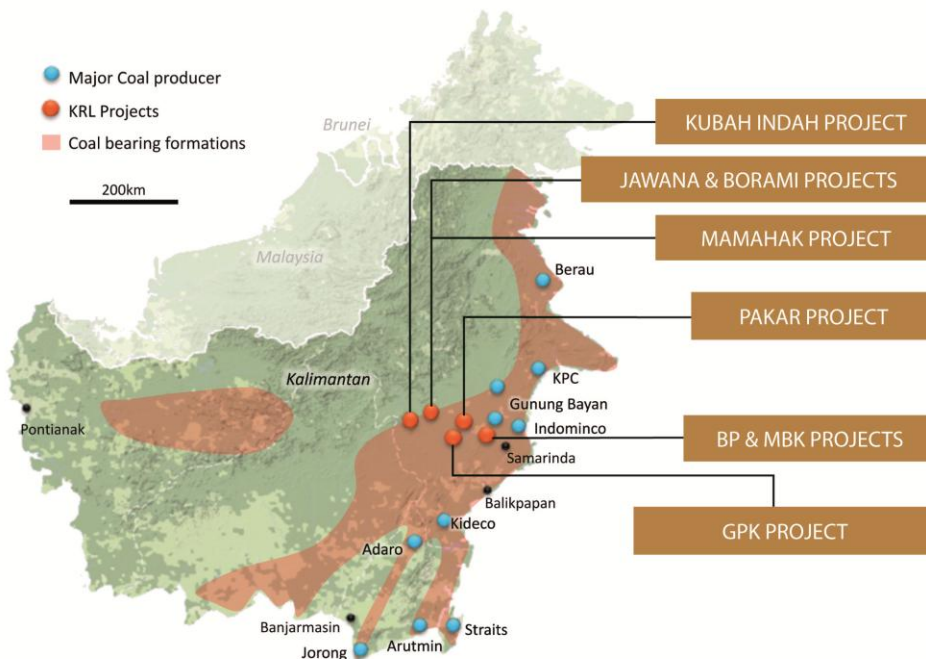 Major Coal producer
KRL Projects
Coal bearing formations
200km
Brunei
Malaysia
Kalimantan
KUBAH INDAH PROJECT
JAWANA & BORAMI PROJECTS
MAMAHAK PROJECT
PAKAR PROJECT
BP & MBK PROJECTS
GPK PROJECT
Berau
KPC
Gunung Bayan
Indominco
Pontianak
Samarinda
Balikpapan
Kideco
Adaro
Banjarmasin
Straits
Arutmin
Jorong